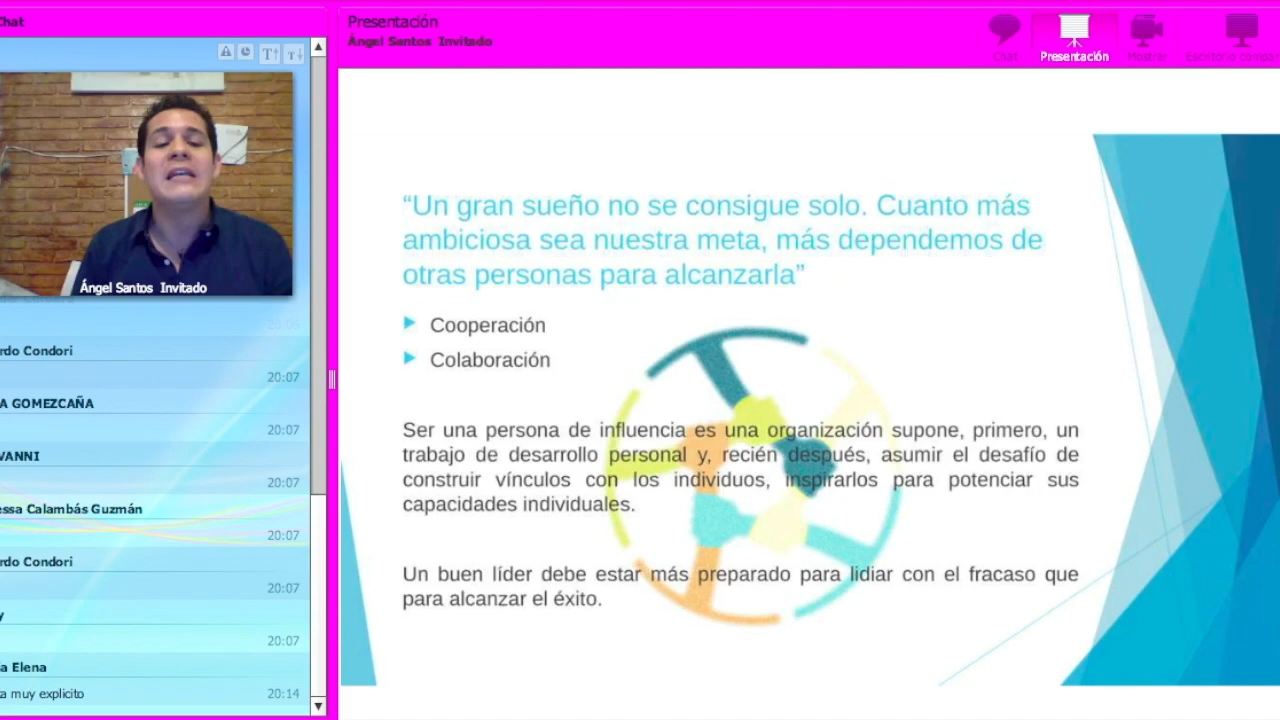 Chat
Ángel Santos Invitado
20:06
rdo Condori
20:07
A GOMEZCAÑA
20:07
VANNI
20:07
essa Calambás Guzmán
20:07
rdo Condori
20:07
y
20:07
a Elena
a muy explicito 20:14
Presentación
Ángel Santos Invitado
Chat Presentación Mostrar Escritorio compa
“Un gran sueño no se consigue solo. Cuanto más
ambiciosa sea nuestra meta, más dependemos de
otras personas para alcanzarla”
Cooperación
Colaboración
Ser una persona de influencia es una organización supone, primero, un
trabajo de desarrollo personal y, recién después, asumir el desafío de
construir vínculos con los individuos, inspirarlos para potenciar sus
capacidades individuales.
Un buen líder debe estar más preparado para lidiar con el fracaso que
para alcanzar el éxito.